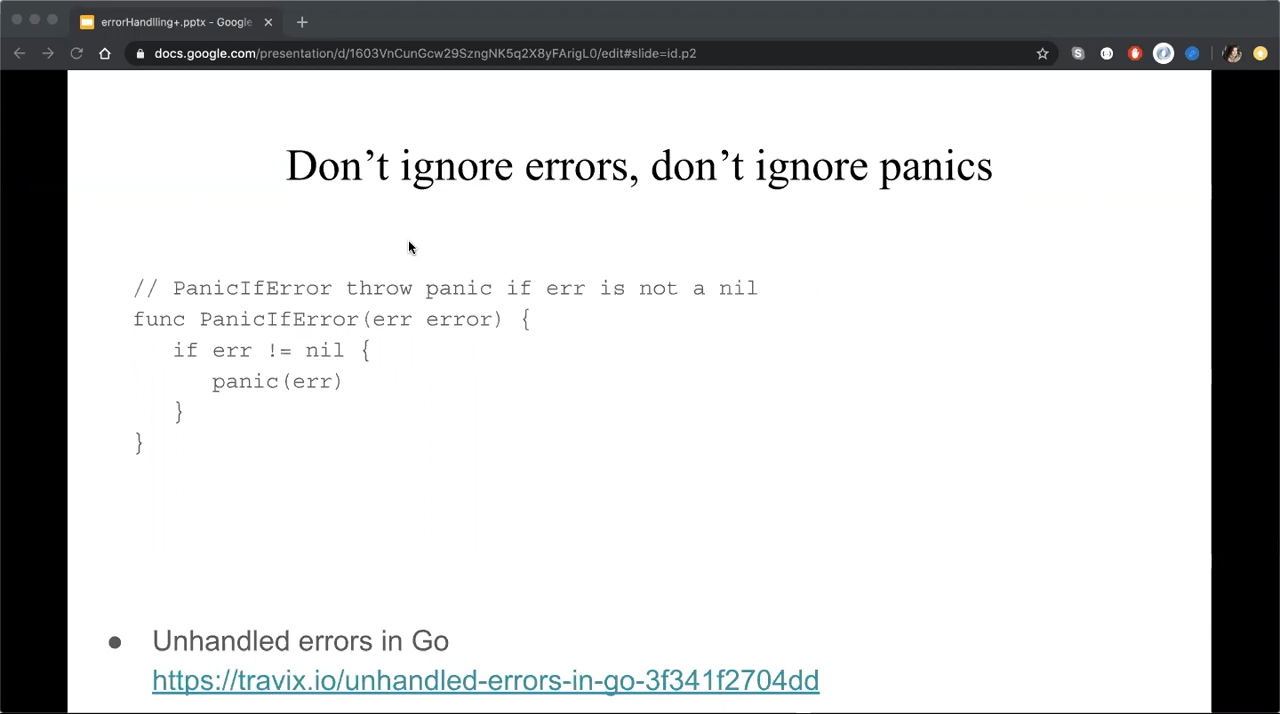 errorHandlling+.pptx - Google
docs.google.com/presentation/d/1603VnCunGcw29SzngNK5q2X8yFArigL0/edit#slide=id.p2
Don’t ignore errors, don’t ignore panics
// PanicIfError throw panic if err is not a nil
func PanicIfError(err error) {
if err != nil {
panic(err)
}
}
● Unhandled errors in Go
https://travix.io/unhandled-errors-in-go-3f341f2704dd